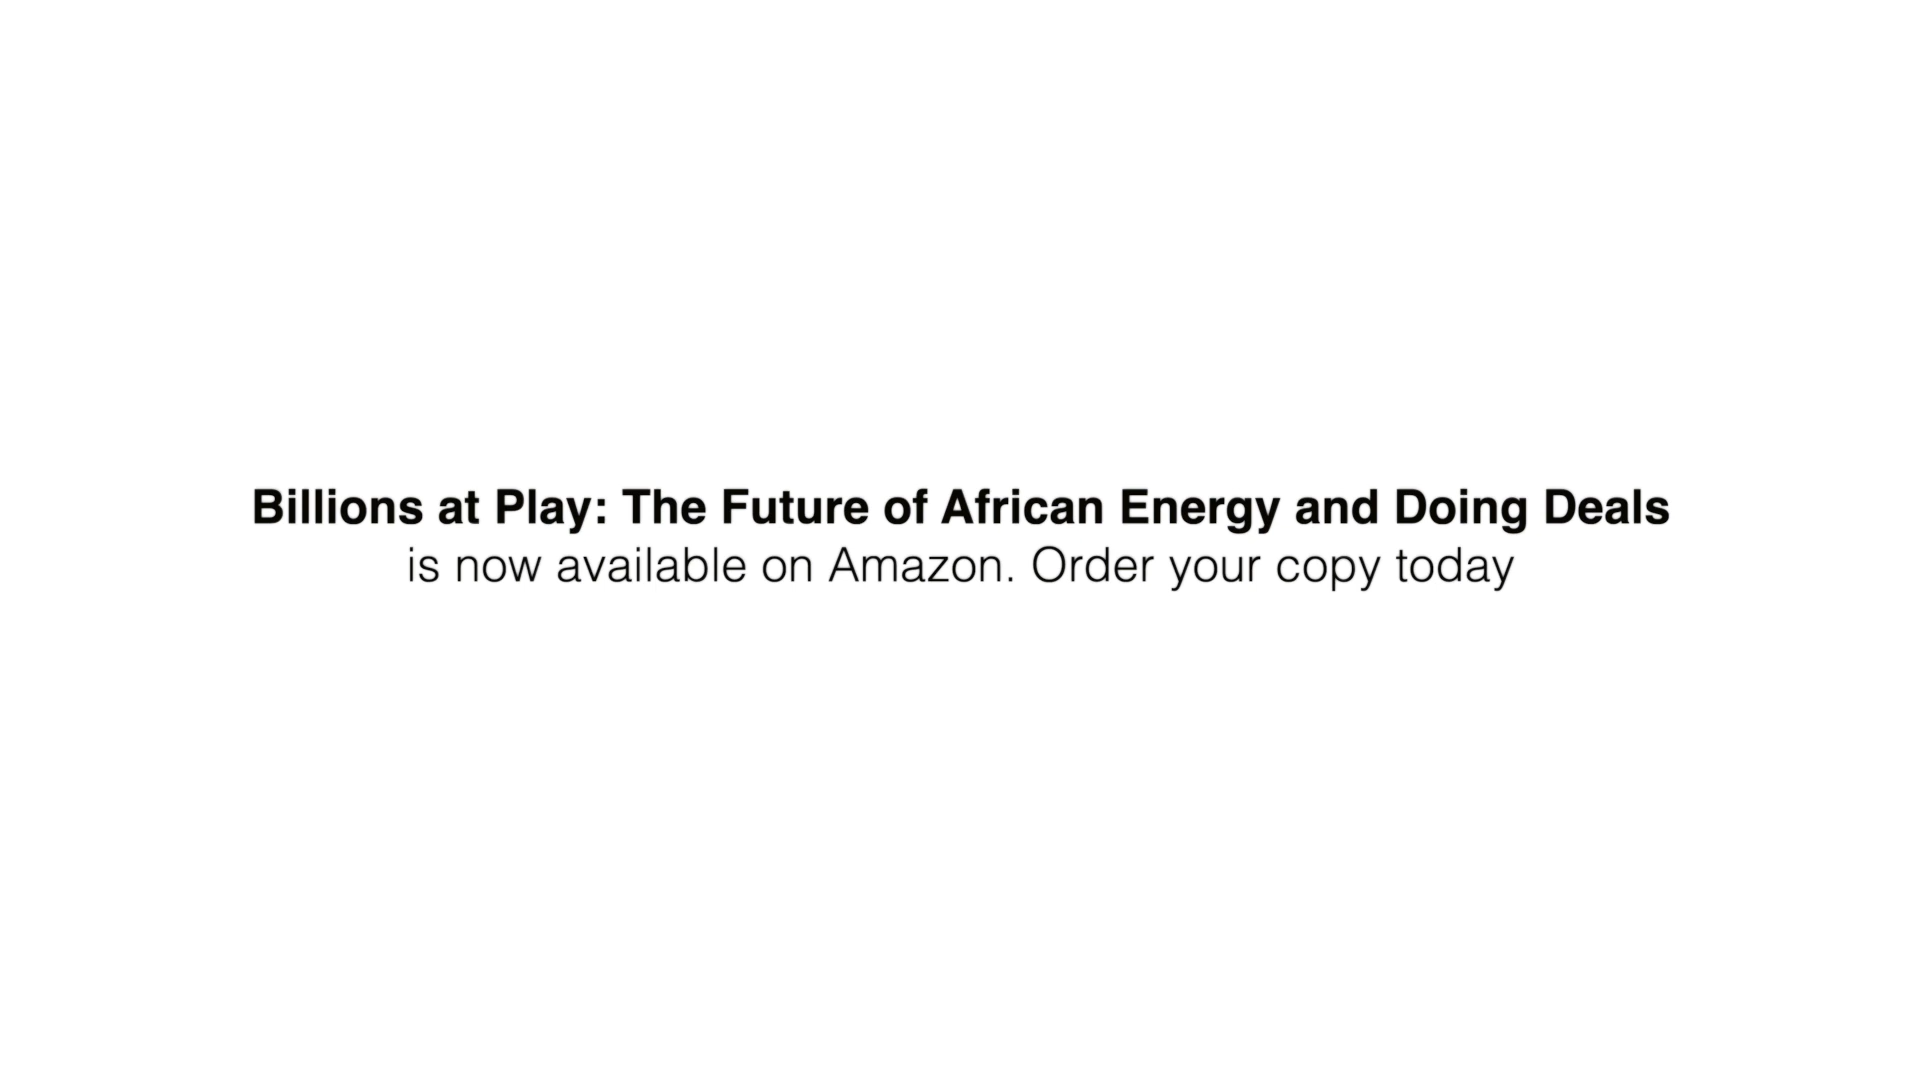 Billions at Play: The Future of African Energy and Doing Deals
is now available on Amazon. Order your copy today